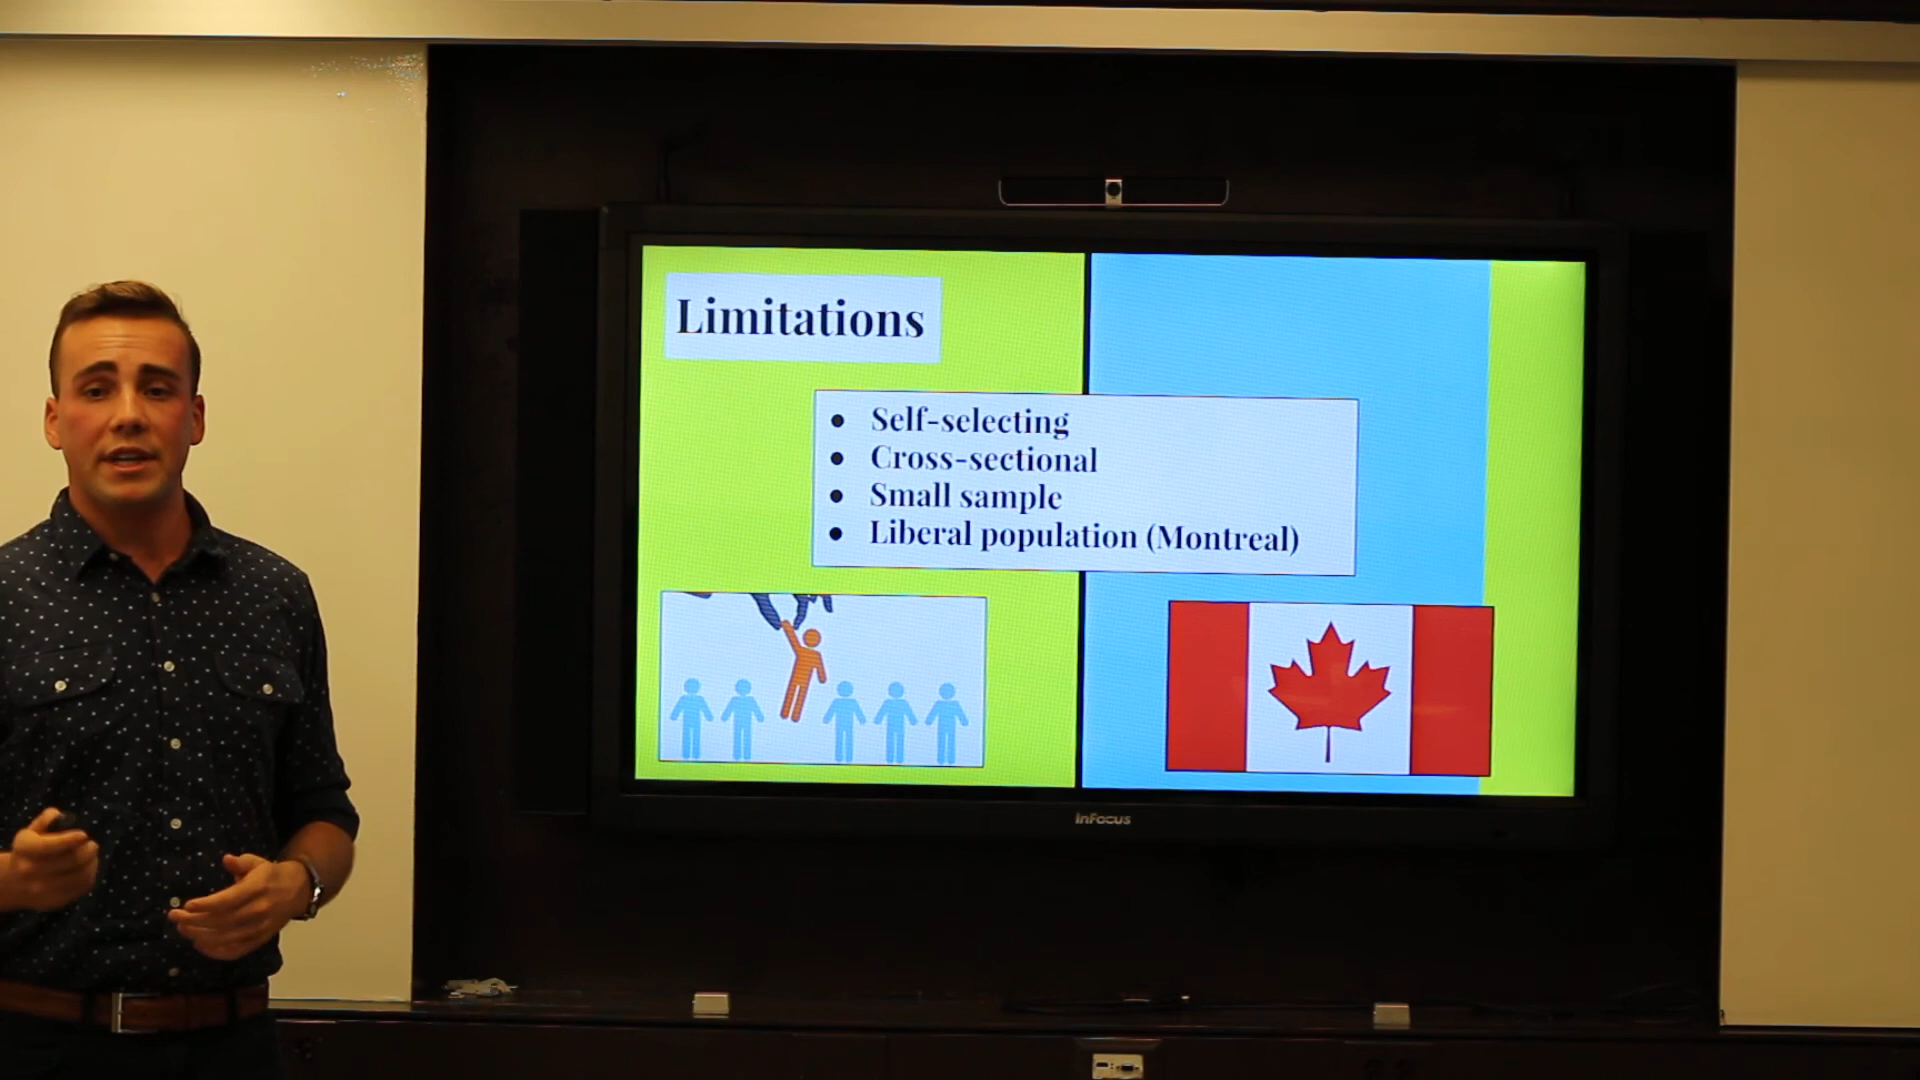 Limitations
● Self-selecting
● Cross-sectional
● Small sample
● Liberal population (Montreal)
InFocus